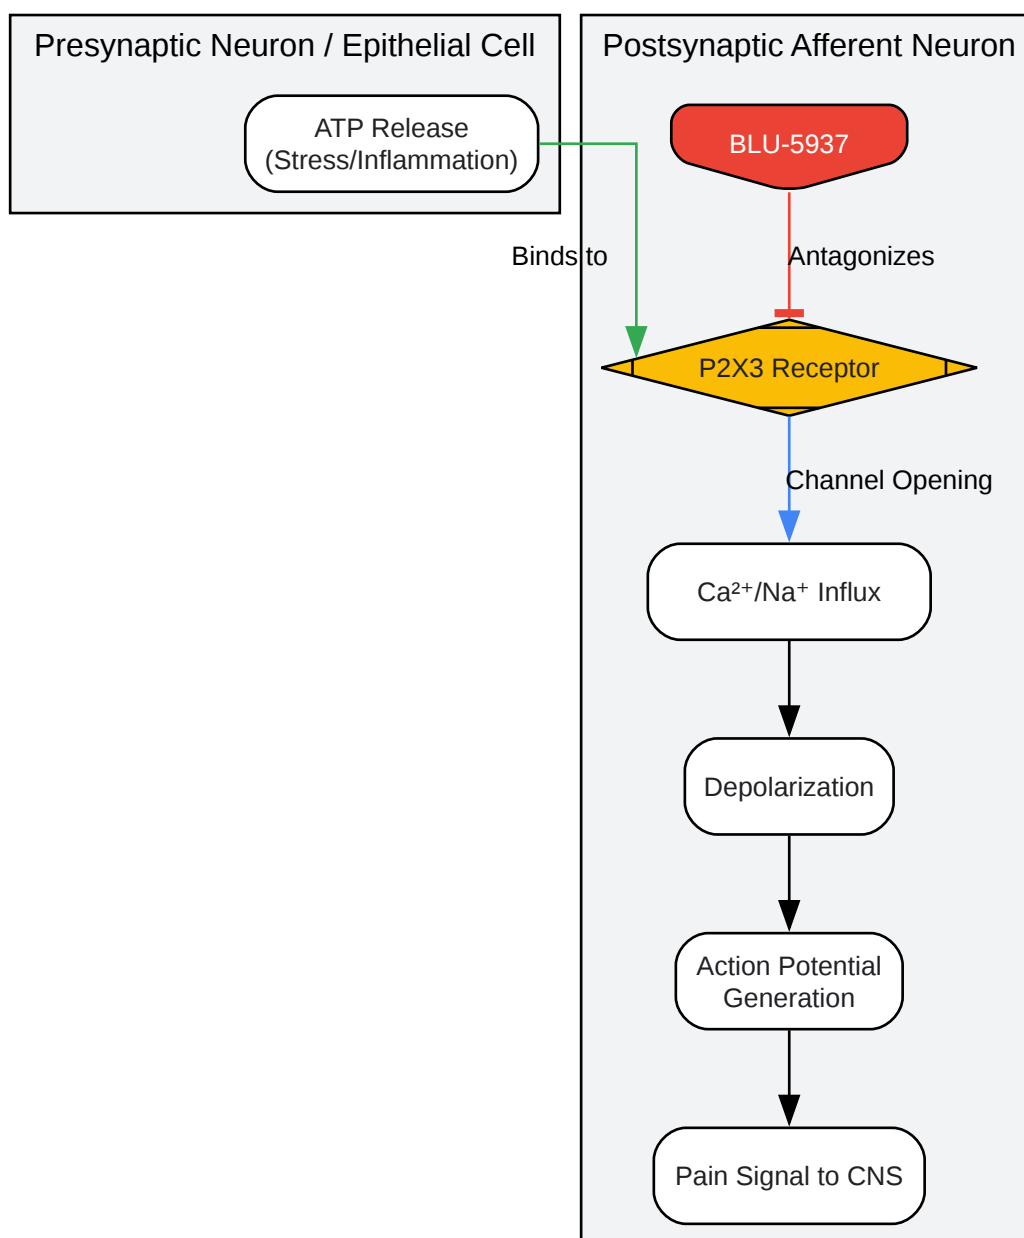 Presynaptic Neuron / Epithelial Cell
Postsynaptic Afferent Neuron
ATP Release
(Stress/Inflammation)
BLU-5937
Binds to
Antagonizes
P2X3 Receptor
Channel Opening
Ca²⁺/Na⁺ Influx
Depolarization
Action Potential
Generation
Pain Signal to CNS